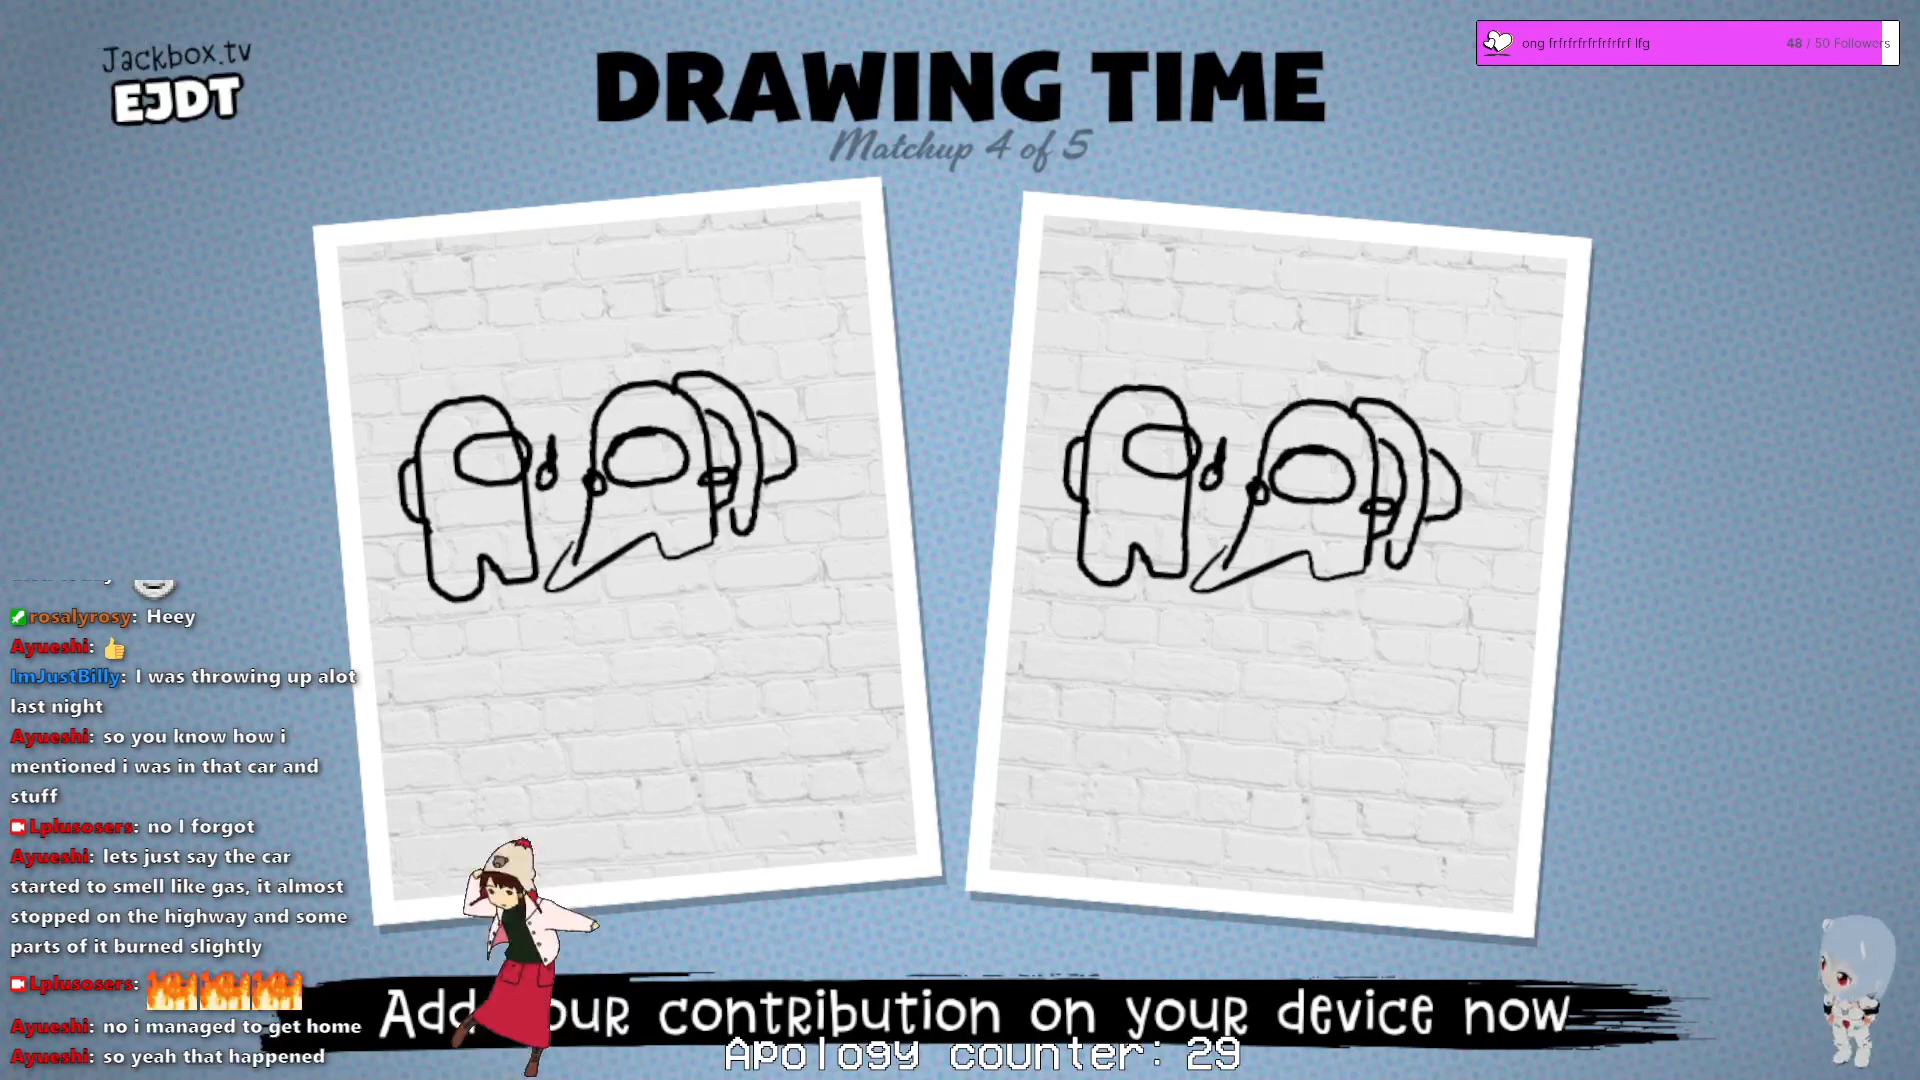 Jackbox.tv
EJDT
DRAWING TIME
Matchup 4 of 5
ong frfrfrfrfrfrfrfrf lfg
48 / 50 Followers
rosalyrosy: Heey
Ayueshi: 👍
ImJustBilly: I was throwing up alot
last night
Ayueshi: so you know how i
mentioned i was in that car and
stuff
Lplusosers: no I forgot
Ayueshi: lets just say the car
started to smell like gas, it almost
stopped on the highway and some
parts of it burned slightly
Lplusosers:
Ayueshi: no i managed to get home
Ayueshi: so yeah that happened
Add your contribution on your device now
Apology counter: 29